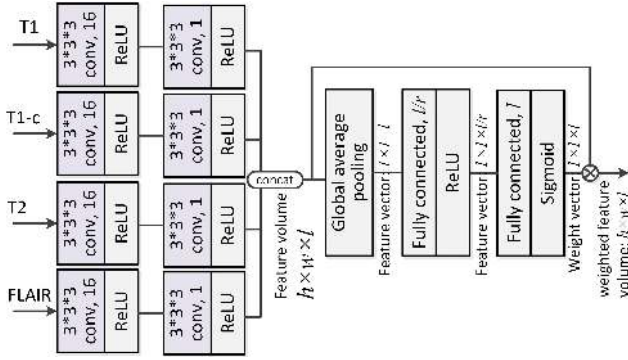 T1
3*3*3
conv, 16
ReLU
3*3*3
conv, 1
ReLU
T1-c
3*3*3
conv, 16
ReLU
3*3*3
conv, 1
ReLU
T2
3*3*3
conv, 16
ReLU
3*3*3
conv, 1
ReLU
FLAIR
3*3*3
conv, 16
ReLU
3*3*3
conv, 1
ReLU
concat
Feature volume
h×w×l
Global average
pooling
Feature vector:
Fully connected, l/r
ReLU
Feature vector: 1×1×l/r
Fully connected, l
Sigmoid
Weight vector: 1×1×l
weighted feature
volume: h×w×l